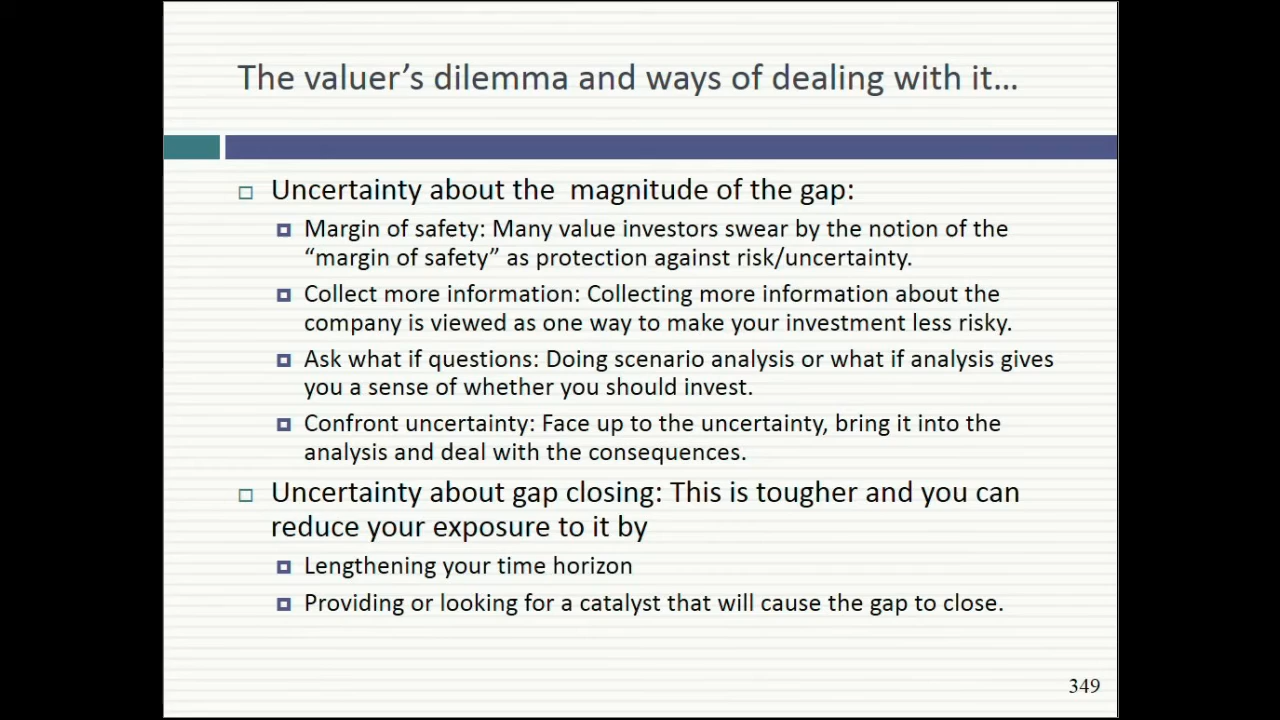 The valuer’s dilemma and ways of dealing with it…
Uncertainty about the  magnitude of the gap:
Margin of safety: Many value investors swear by the notion of the
“margin of safety” as protection against risk/uncertainty.
Collect more information: Collecting more information about the
company is viewed as one way to make your investment less risky.
Ask what if questions: Doing scenario analysis or what if analysis gives
you a sense of whether you should invest.
Confront uncertainty: Face up to the uncertainty, bring it into the
analysis and deal with the consequences.
Uncertainty about gap closing: This is tougher and you can
reduce your exposure to it by
Lengthening your time horizon
Providing or looking for a catalyst that will cause the gap to close.
349